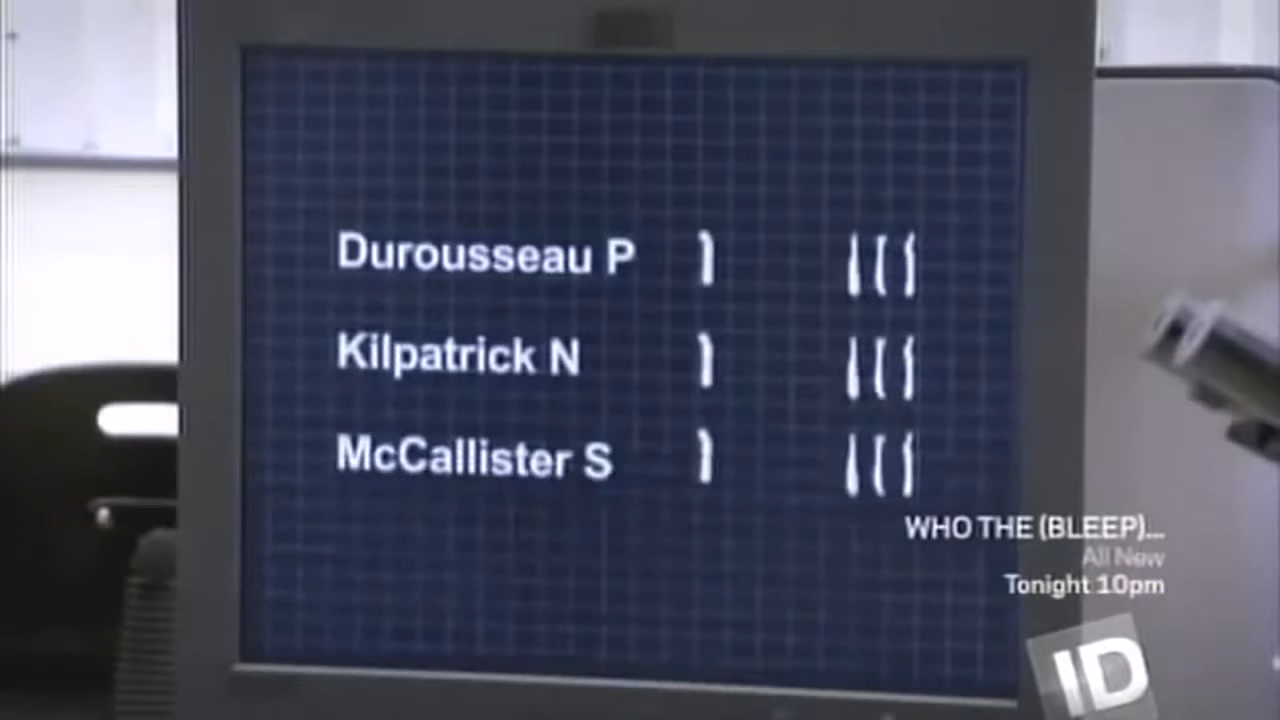 Durousseau P
Kilpatrick N
McCallister S
WHO THE (BLEEP)...
All New
Tonight 10pm
ID